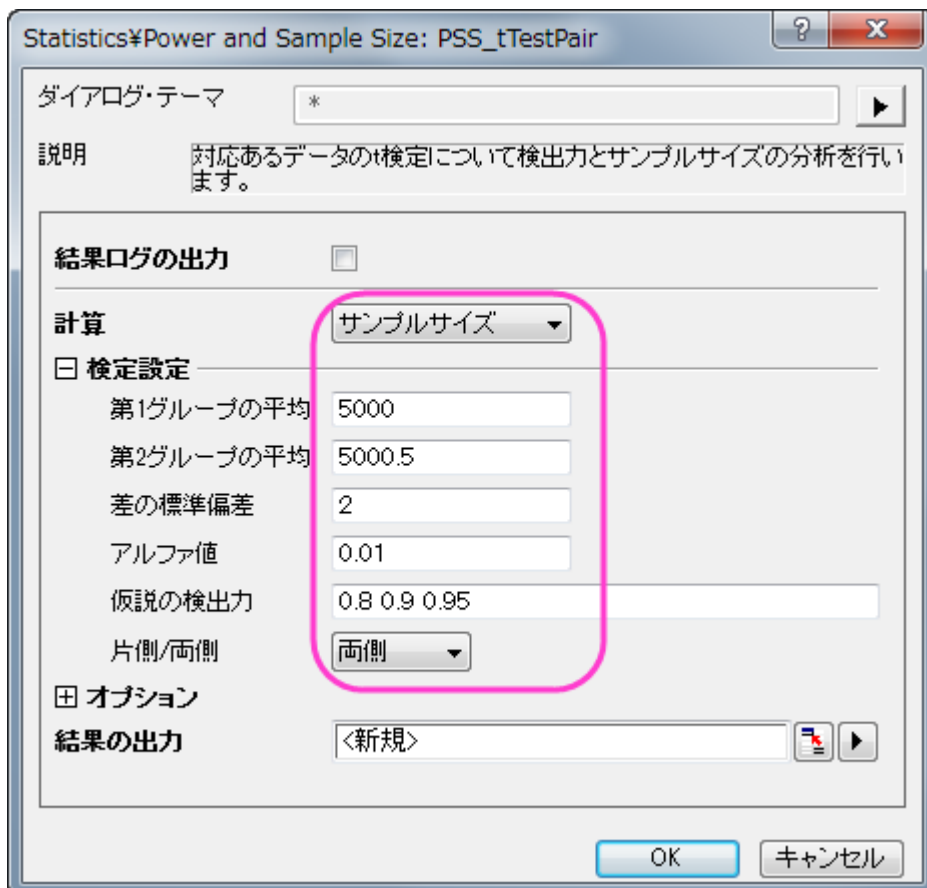 Statistics¥Power and Sample Size: PSS_tTestPair
ダイアログ・テーマ *
説明 対応あるデータのt検定について検出力とサンプルサイズの分析を行い
ます。
結果ログの出力
計算 サンプルサイズ
検定設定
第1グループの平均 5000
第2グループの平均 5000.5
差の標準偏差 2
アルファ値 0.01
仮説の検出力 0.8 0.9 0.95
片側/両側 両側
オプション
結果の出力 <新規>
OK キャンセル